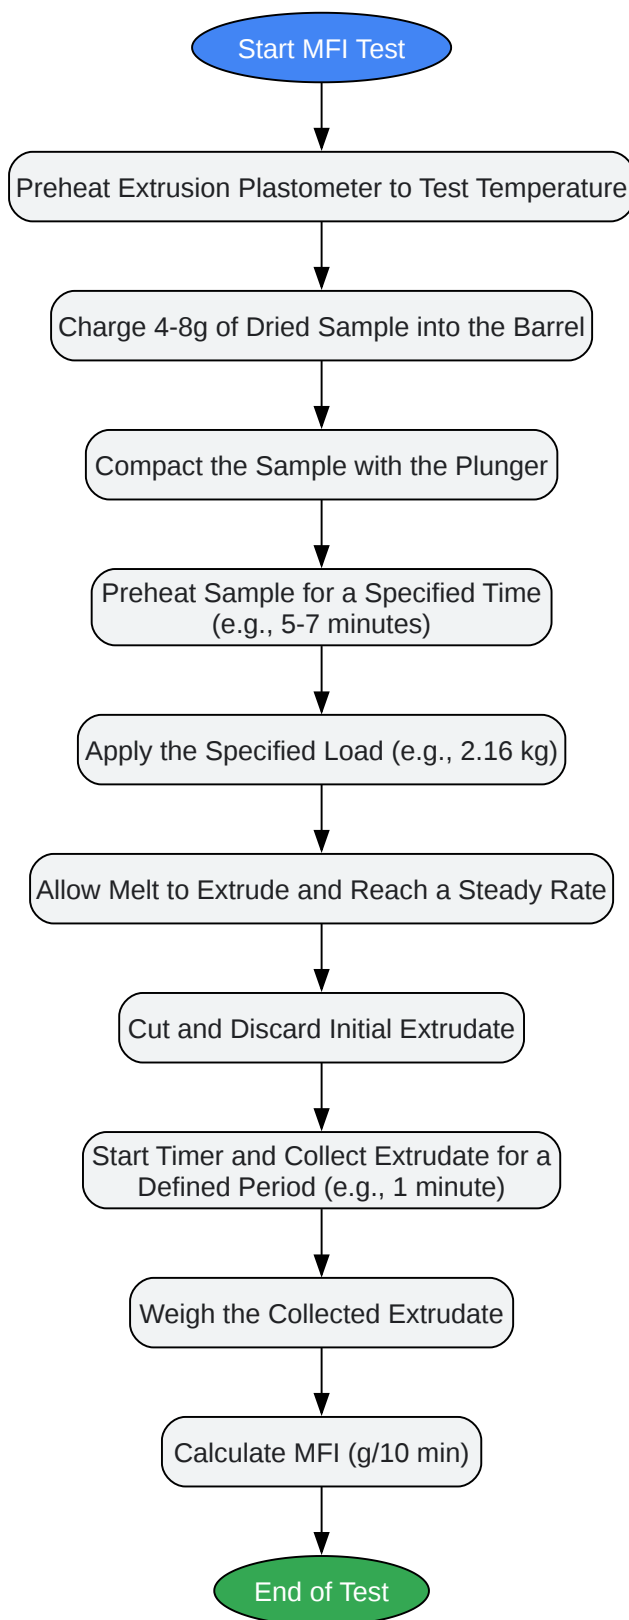 Start MFI Test
Preheat Extrusion Plastometer to Test Temperature
Charge 4-8g of Dried Sample into the Barrel
Compact the Sample with the Plunger
Preheat Sample for a Specified Time
(e.g., 5-7 minutes)
Apply the Specified Load (e.g., 2.16 kg)
Allow Melt to Extrude and Reach a Steady Rate
Cut and Discard Initial Extrudate
Start Timer and Collect Extrudate for a
Defined Period (e.g., 1 minute)
Weigh the Collected Extrudate
Calculate MFI (g/10 min)
End of Test